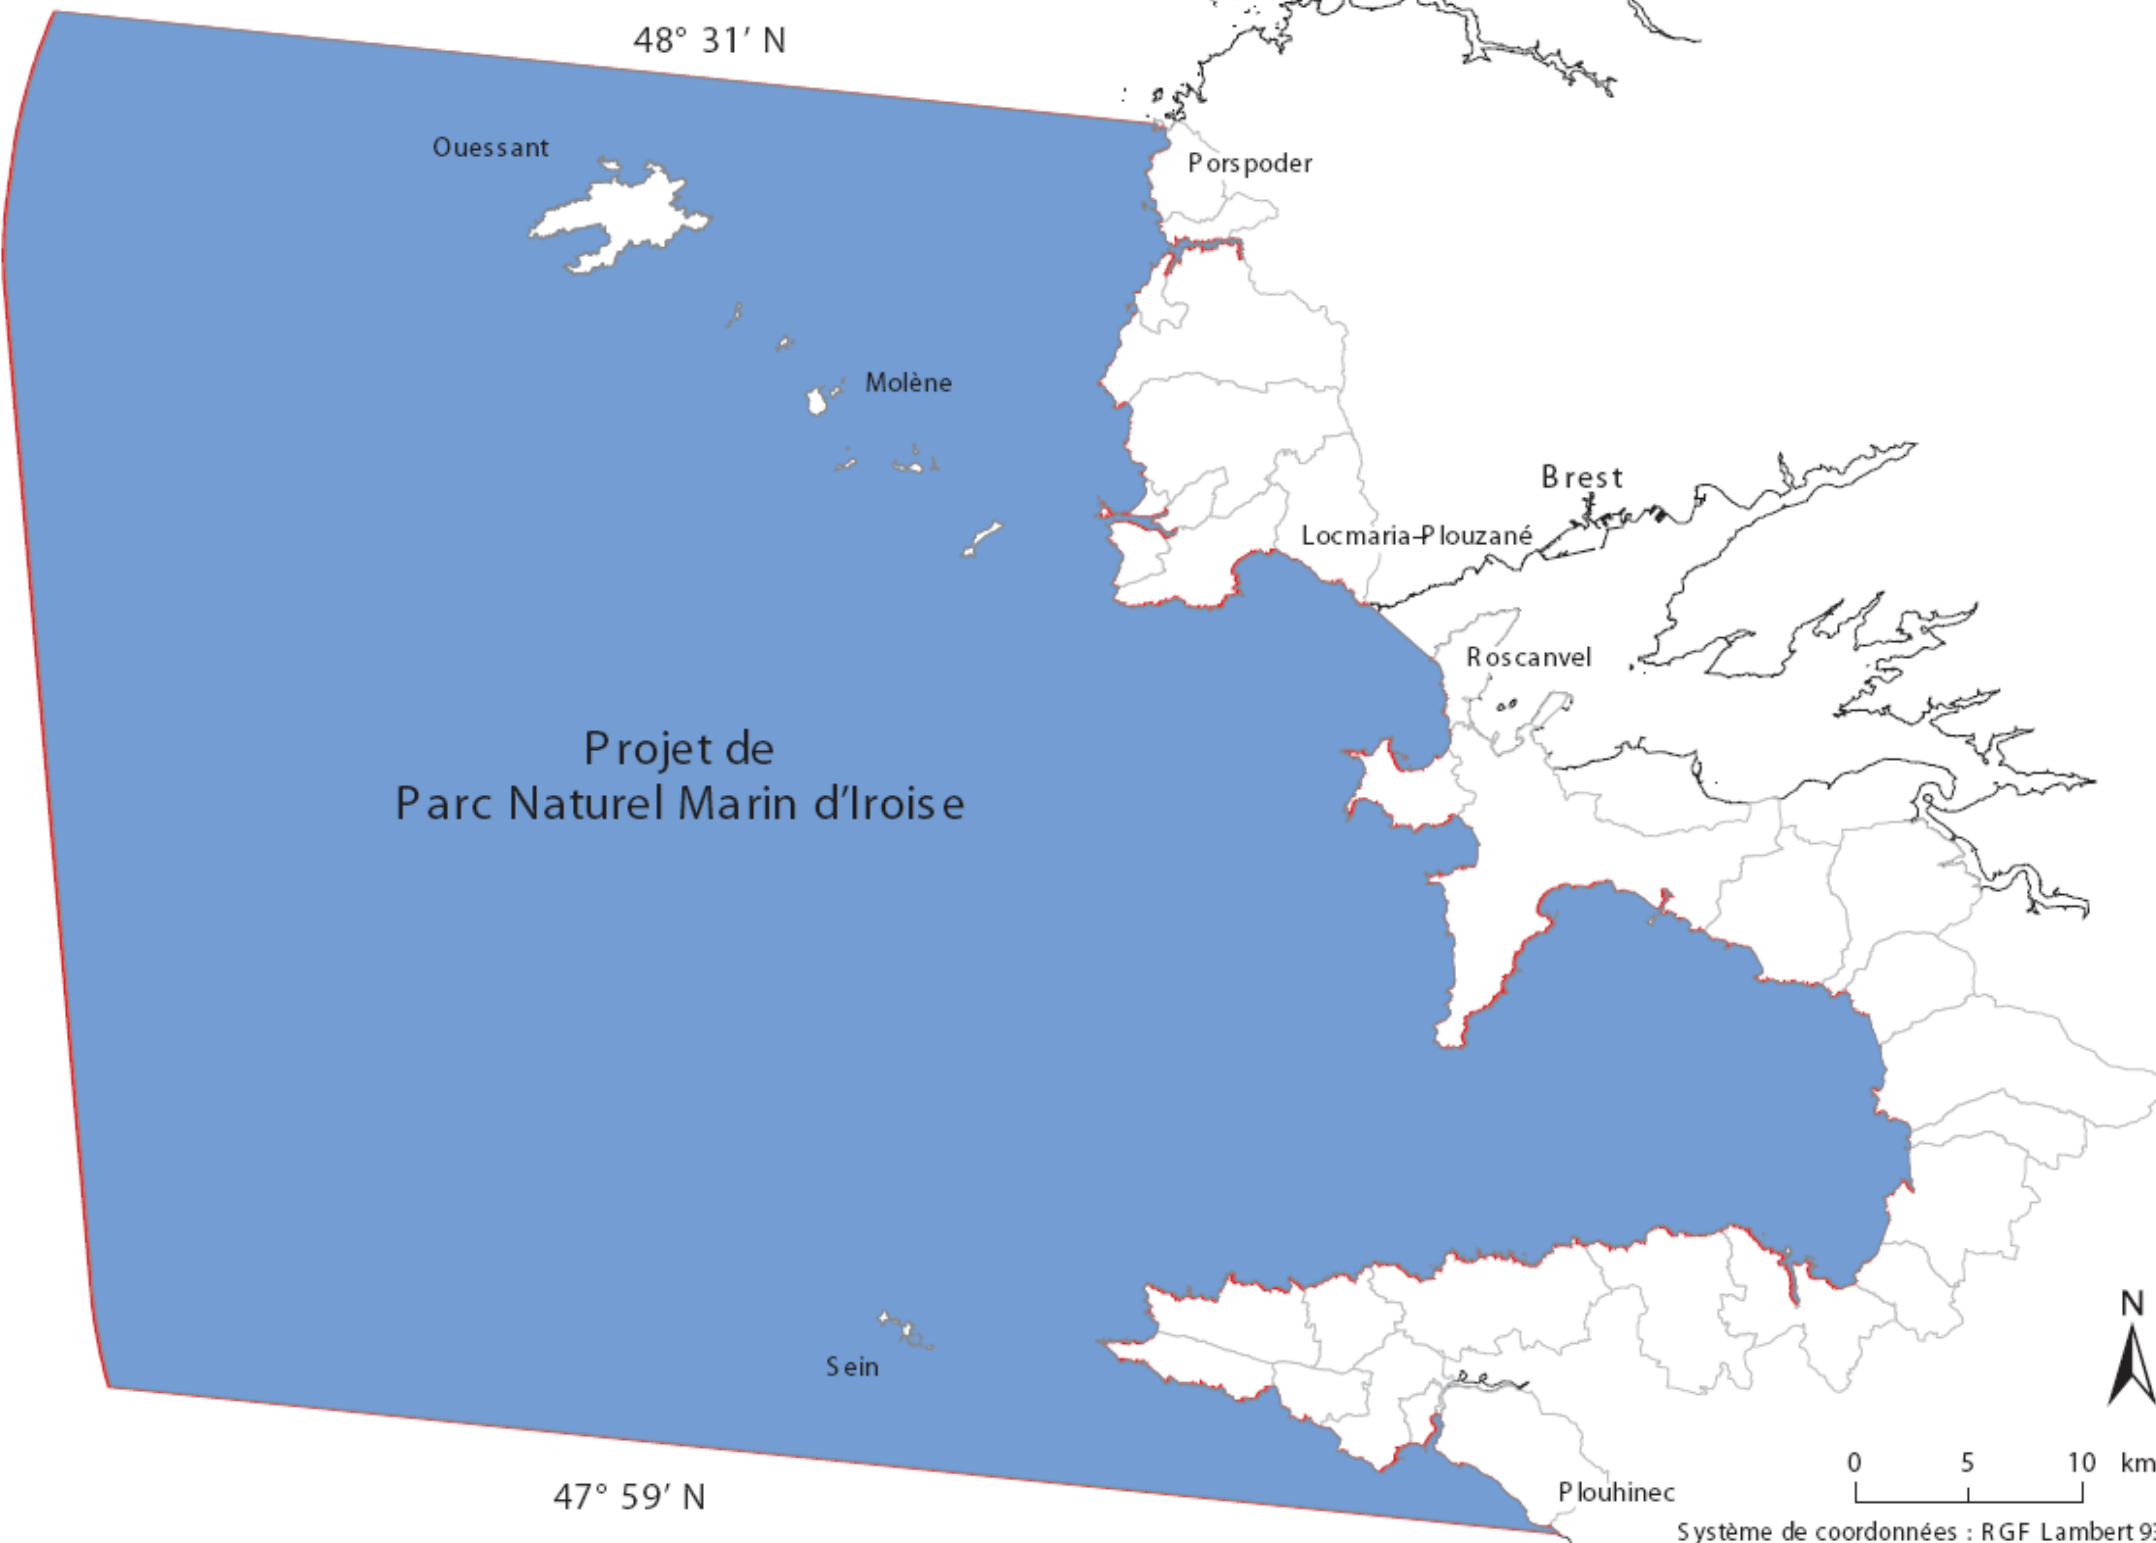 48° 31’ N
Ouessant
Porspoder
Molène
Brest
Locmaria-Plouzané
Roscanvel
Projet de
Parc Naturel Marin d’Iroise
Sein
N
0 5 10 km
47° 59’ N
Plouhinec
Système de coordonnées : RGF Lambert 93